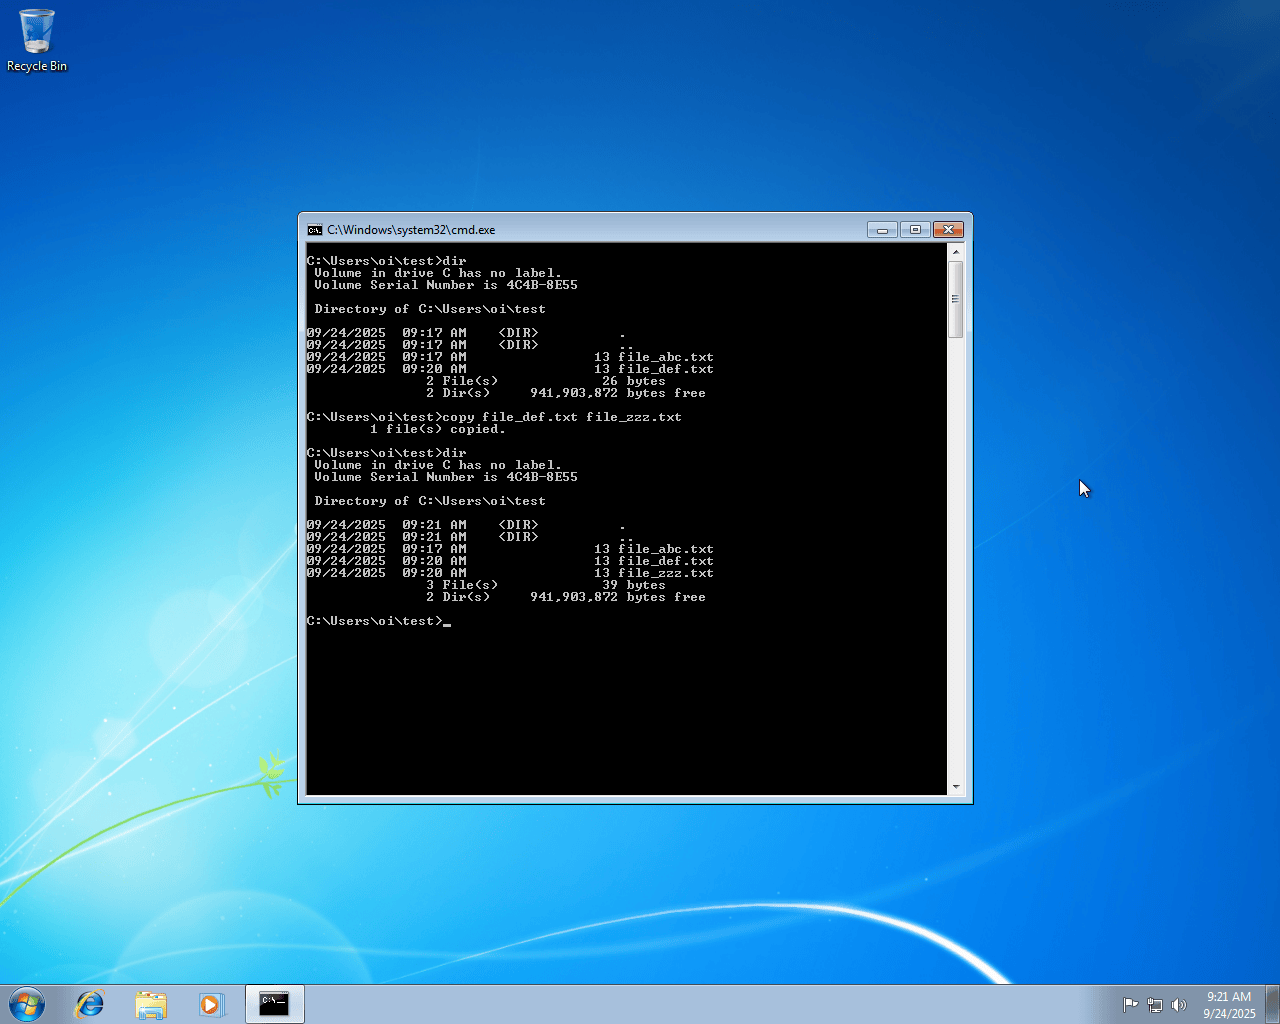 Recycle Bin
C:\Windows\system32\cmd.exe
C:\Users\oi\test>dir
 Volume in drive C has no label.
 Volume Serial Number is 4C4B-8E55
 Directory of C:\Users\oi\test
09/24/2025  09:17 AM    <DIR>          .
09/24/2025  09:17 AM    <DIR>          ..
09/24/2025  09:17 AM                13 file_abc.txt
09/24/2025  09:20 AM                13 file_def.txt
               2 File(s)             26 bytes
               2 Dir(s)     941,903,872 bytes free
C:\Users\oi\test>copy file_def.txt file_zzz.txt
        1 file(s) copied.
C:\Users\oi\test>dir
 Volume in drive C has no label.
 Volume Serial Number is 4C4B-8E55
 Directory of C:\Users\oi\test
09/24/2025  09:21 AM    <DIR>          .
09/24/2025  09:21 AM    <DIR>          ..
09/24/2025  09:17 AM                13 file_abc.txt
09/24/2025  09:20 AM                13 file_def.txt
09/24/2025  09:20 AM                13 file_zzz.txt
               3 File(s)             39 bytes
               2 Dir(s)     941,903,872 bytes free
C:\Users\oi\test>_
9:21 AM
9/24/2025